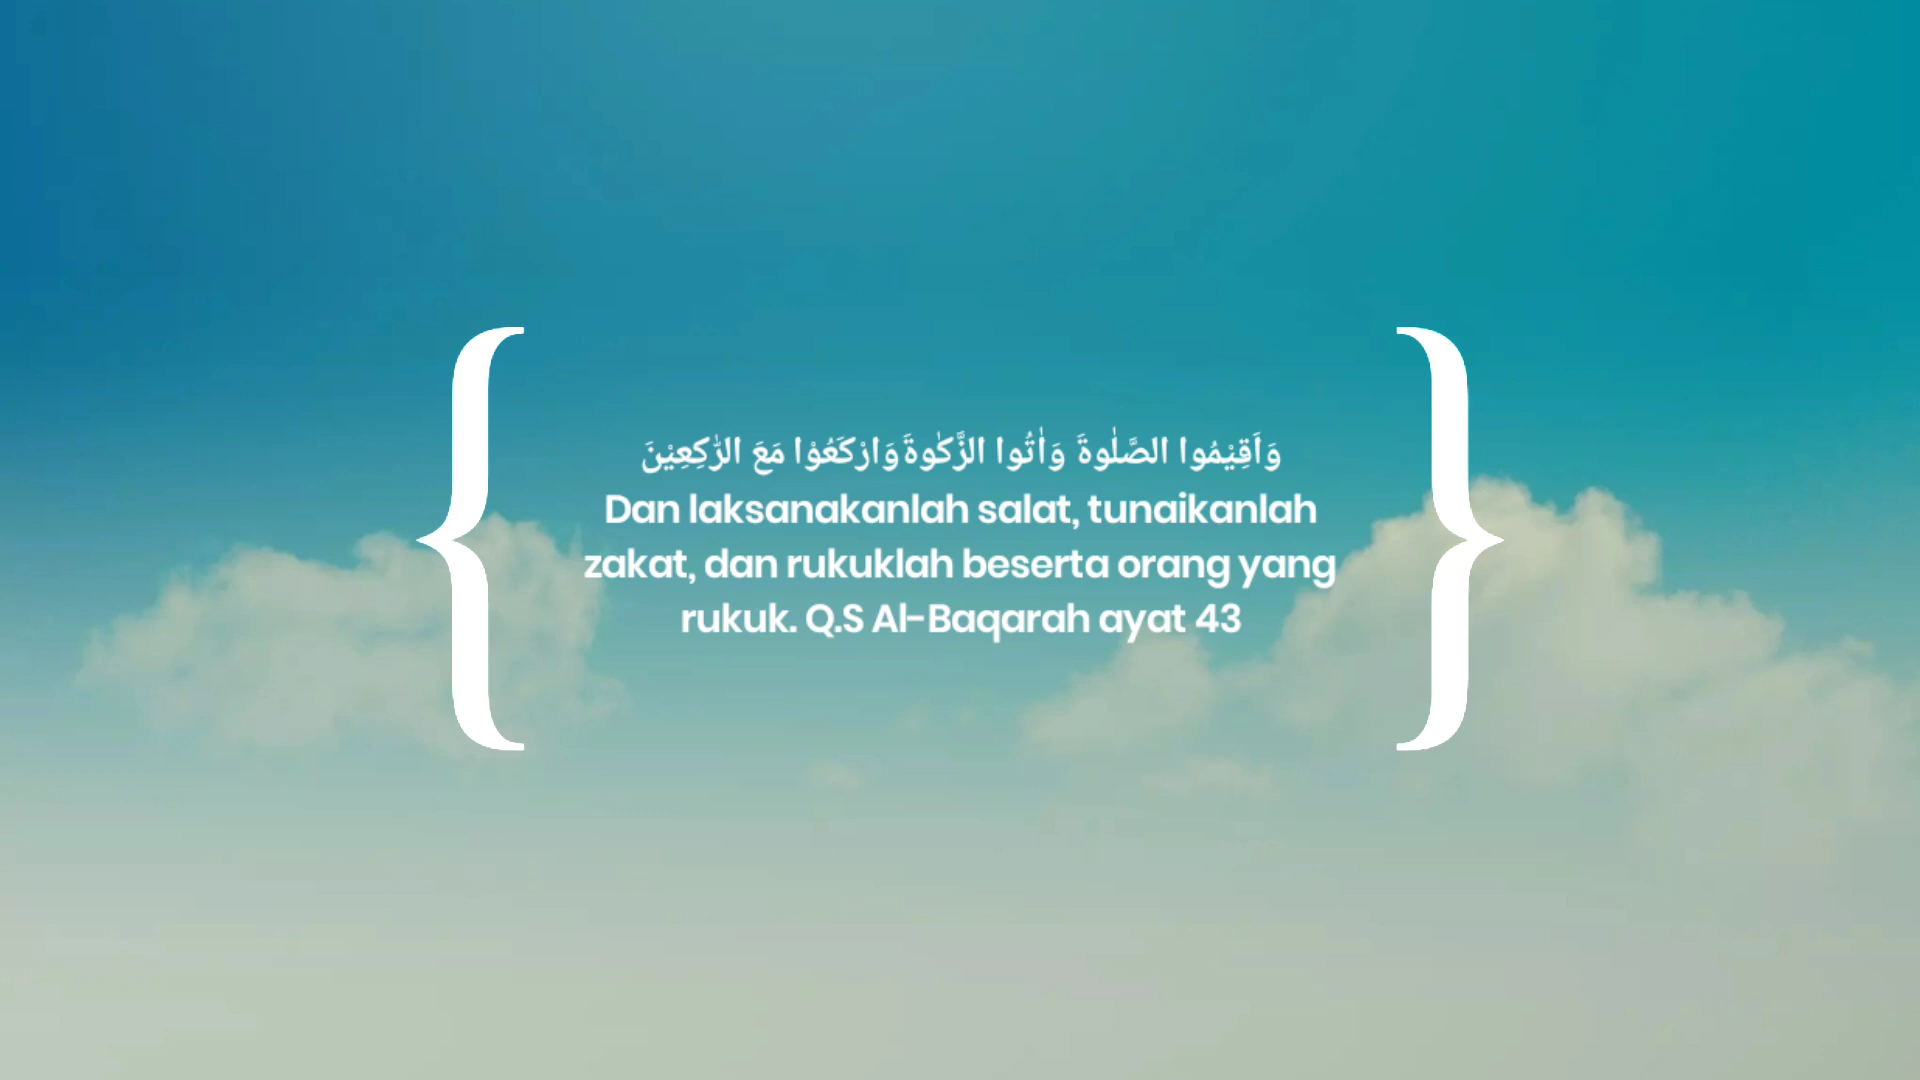 وَاَقِيْمُوا الصَّلٰوةَ وَاٰتُوا الزَّكٰوةَ وَارْكَعُوْا مَعَ الرّٰكِعِيْنَ
Dan laksanakanlah salat, tunaikanlah
zakat, dan rukuklah beserta orang yang
rukuk. Q.S Al-Baqarah ayat 43